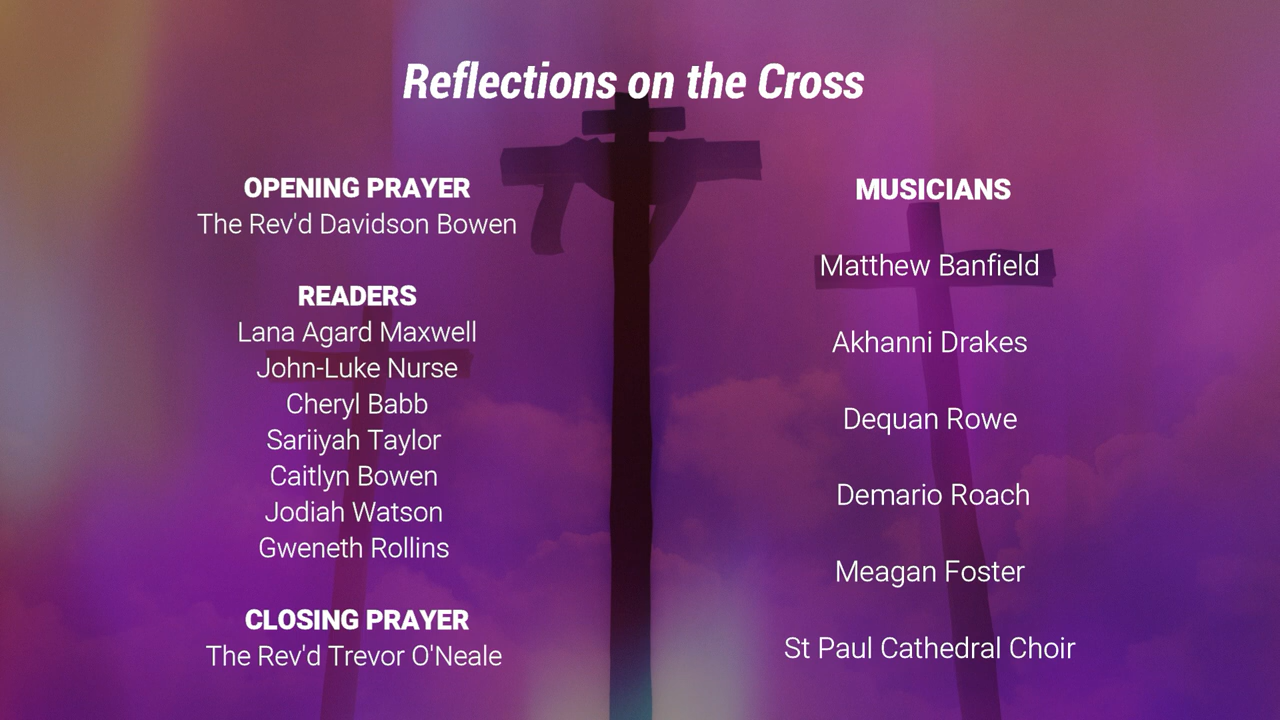 Reflections on the Cross
OPENING PRAYER
The Rev'd Davidson Bowen
READERS
Lana Agard Maxwell
John-Luke Nurse
Cheryl Babb
Sariiyah Taylor
Caitlyn Bowen
Jodiah Watson
Gweneth Rollins
CLOSING PRAYER
The Rev'd Trevor O'Neale
MUSICIANS
Matthew Banfield
Akhanni Drakes
Dequan Rowe
Demario Roach
Meagan Foster
St Paul Cathedral Choir